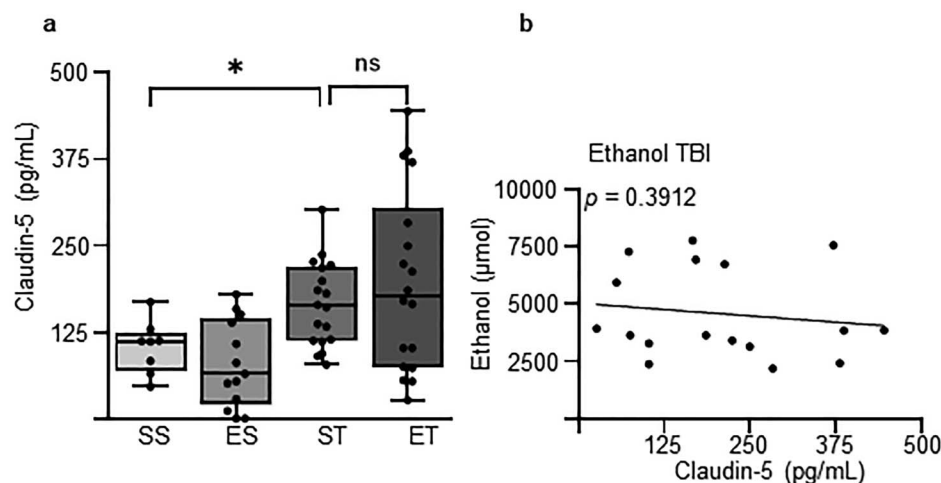 a
Claudin-5 (pg/mL)
500
375
250
125
*
ns
SS
ES
ST
ET
b
Ethanol TBI
p = 0.3912
Ethanol (µmol)
10000
7500
5000
2500
125
250
375
500
Claudin-5 (pg/mL)